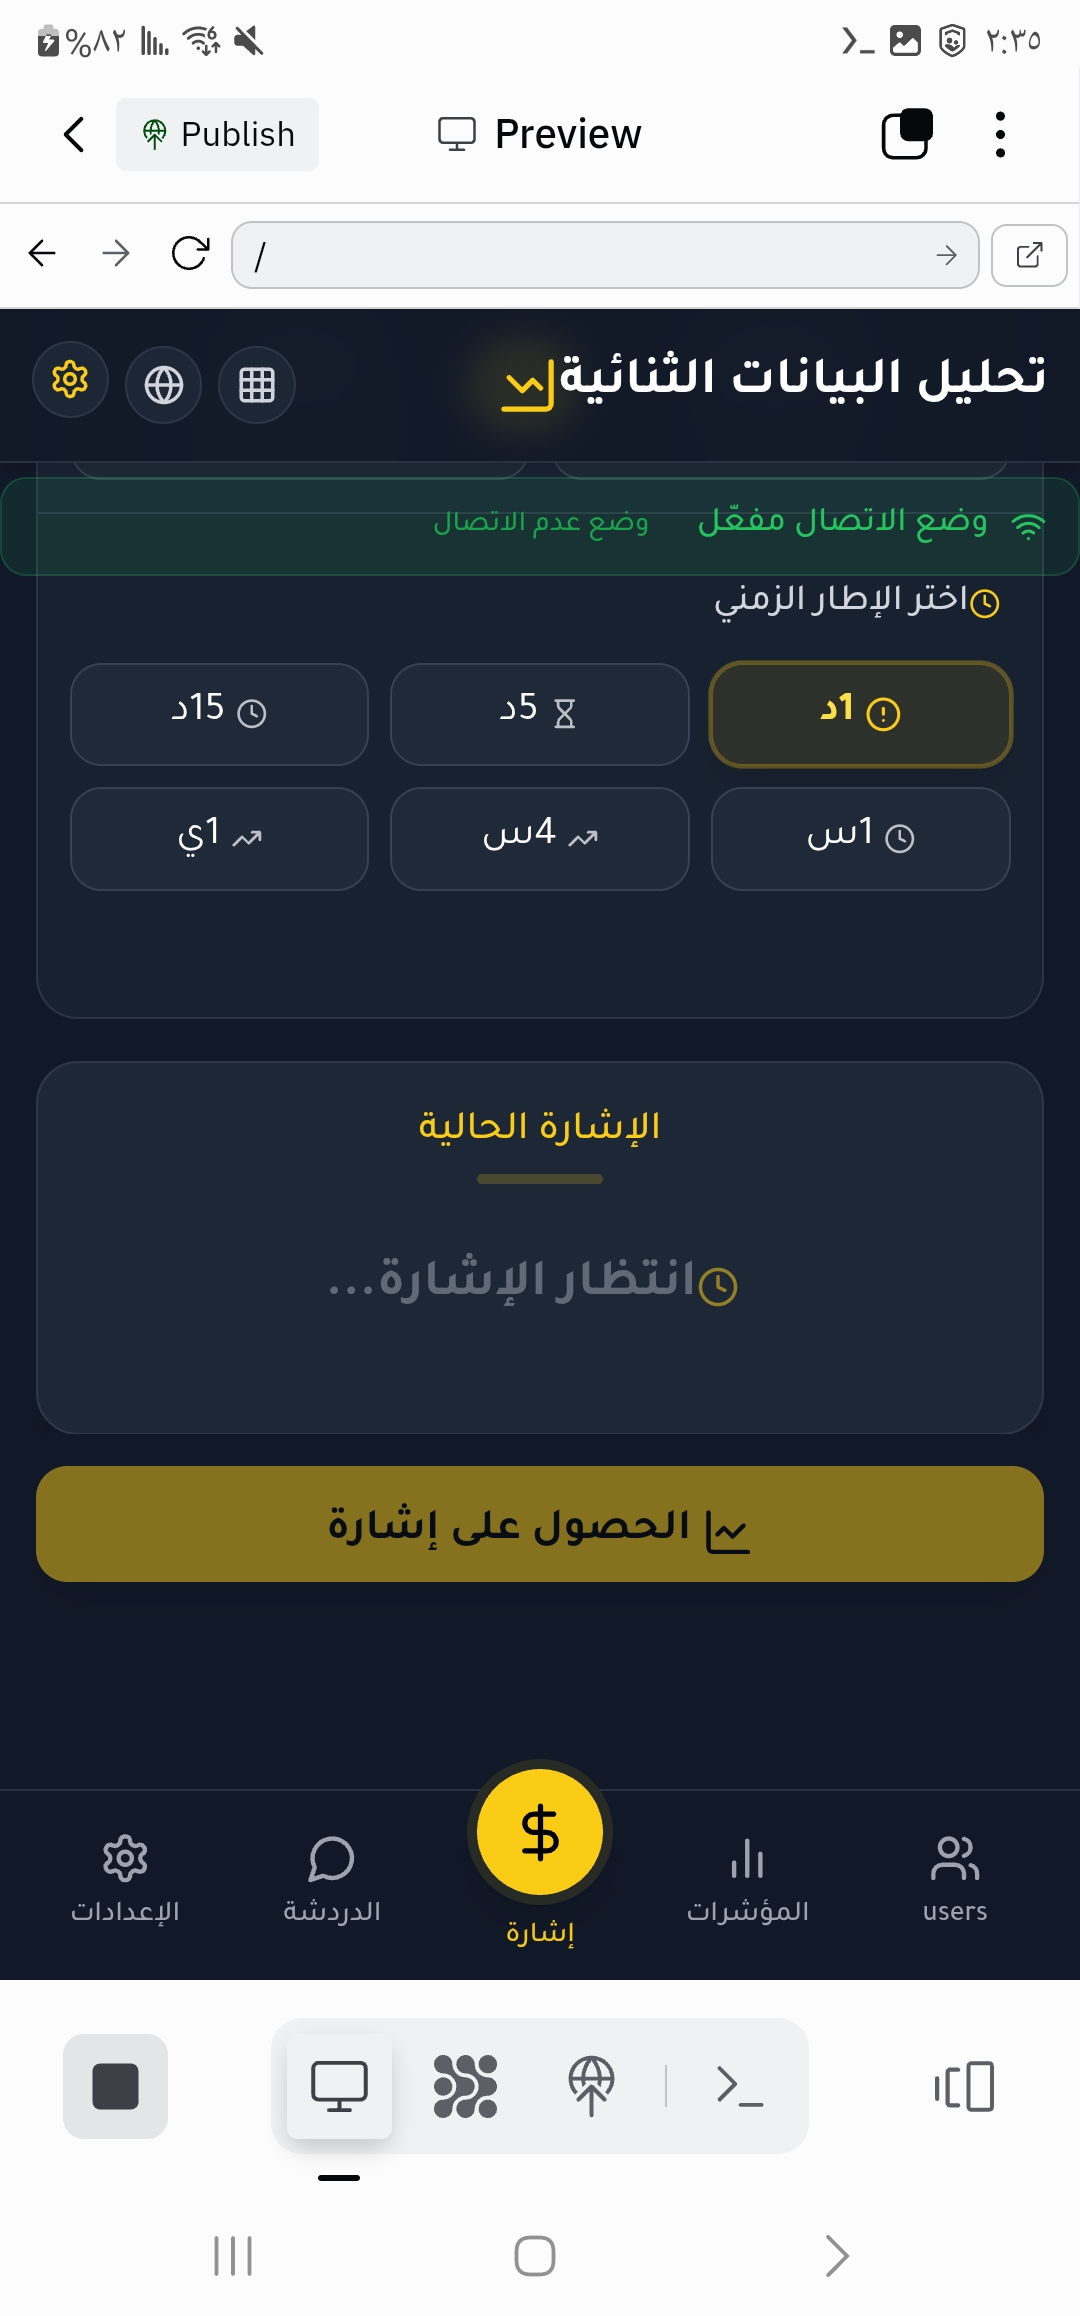 %٨٢
٢:٣٥
Publish
Preview
/
تحليل البيانات الثنائية
وضع الاتصال مفعّل
وضع عدم الاتصال
اختر الإطار الزمني
1د
5د
15د
1س
4س
1ي
الإشارة الحالية
انتظار الإشارة...
الحصول على إشارة
users
المؤشرات
إشارة
الدردشة
الإعدادات